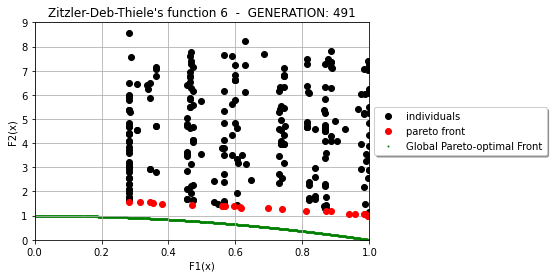 Zitzler-Deb-Thiele's function 6 - GENERATION: 491
9
8
7
6
5
4
3
2
1
0
F2(x)
0.0 0.2 0.4 0.6 0.8 1.0
F1(x)
individuals
pareto front
Global Pareto-optimal Front